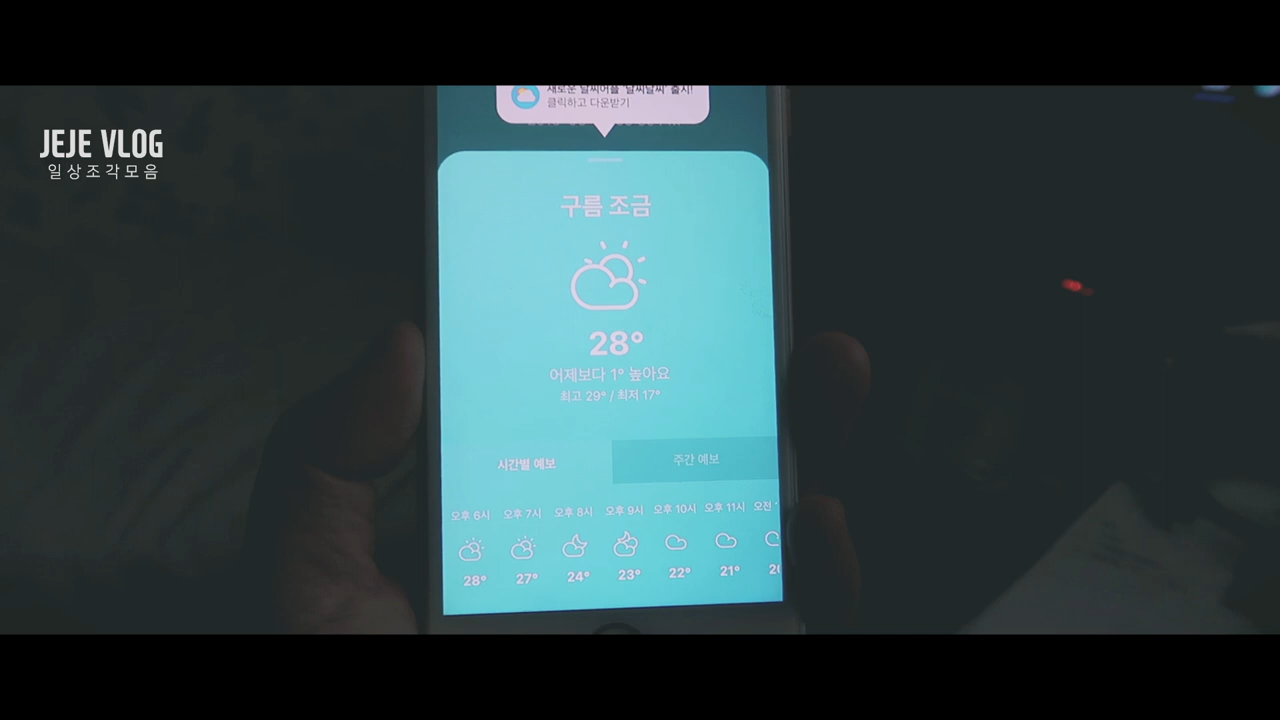 JEJE VLOG
일상조각모음
새로운 날씨어플 '날씨날씨' 출시!
클릭하고 다운받기
구름 조금
28°
어제보다 1° 높아요
최고 29° / 최저 17°
시간별 예보 주간 예보
오후 6시 오후 7시 오후 8시 오후 9시 오후 10시 오후 11시 오전
28° 27° 24° 23° 22° 21°